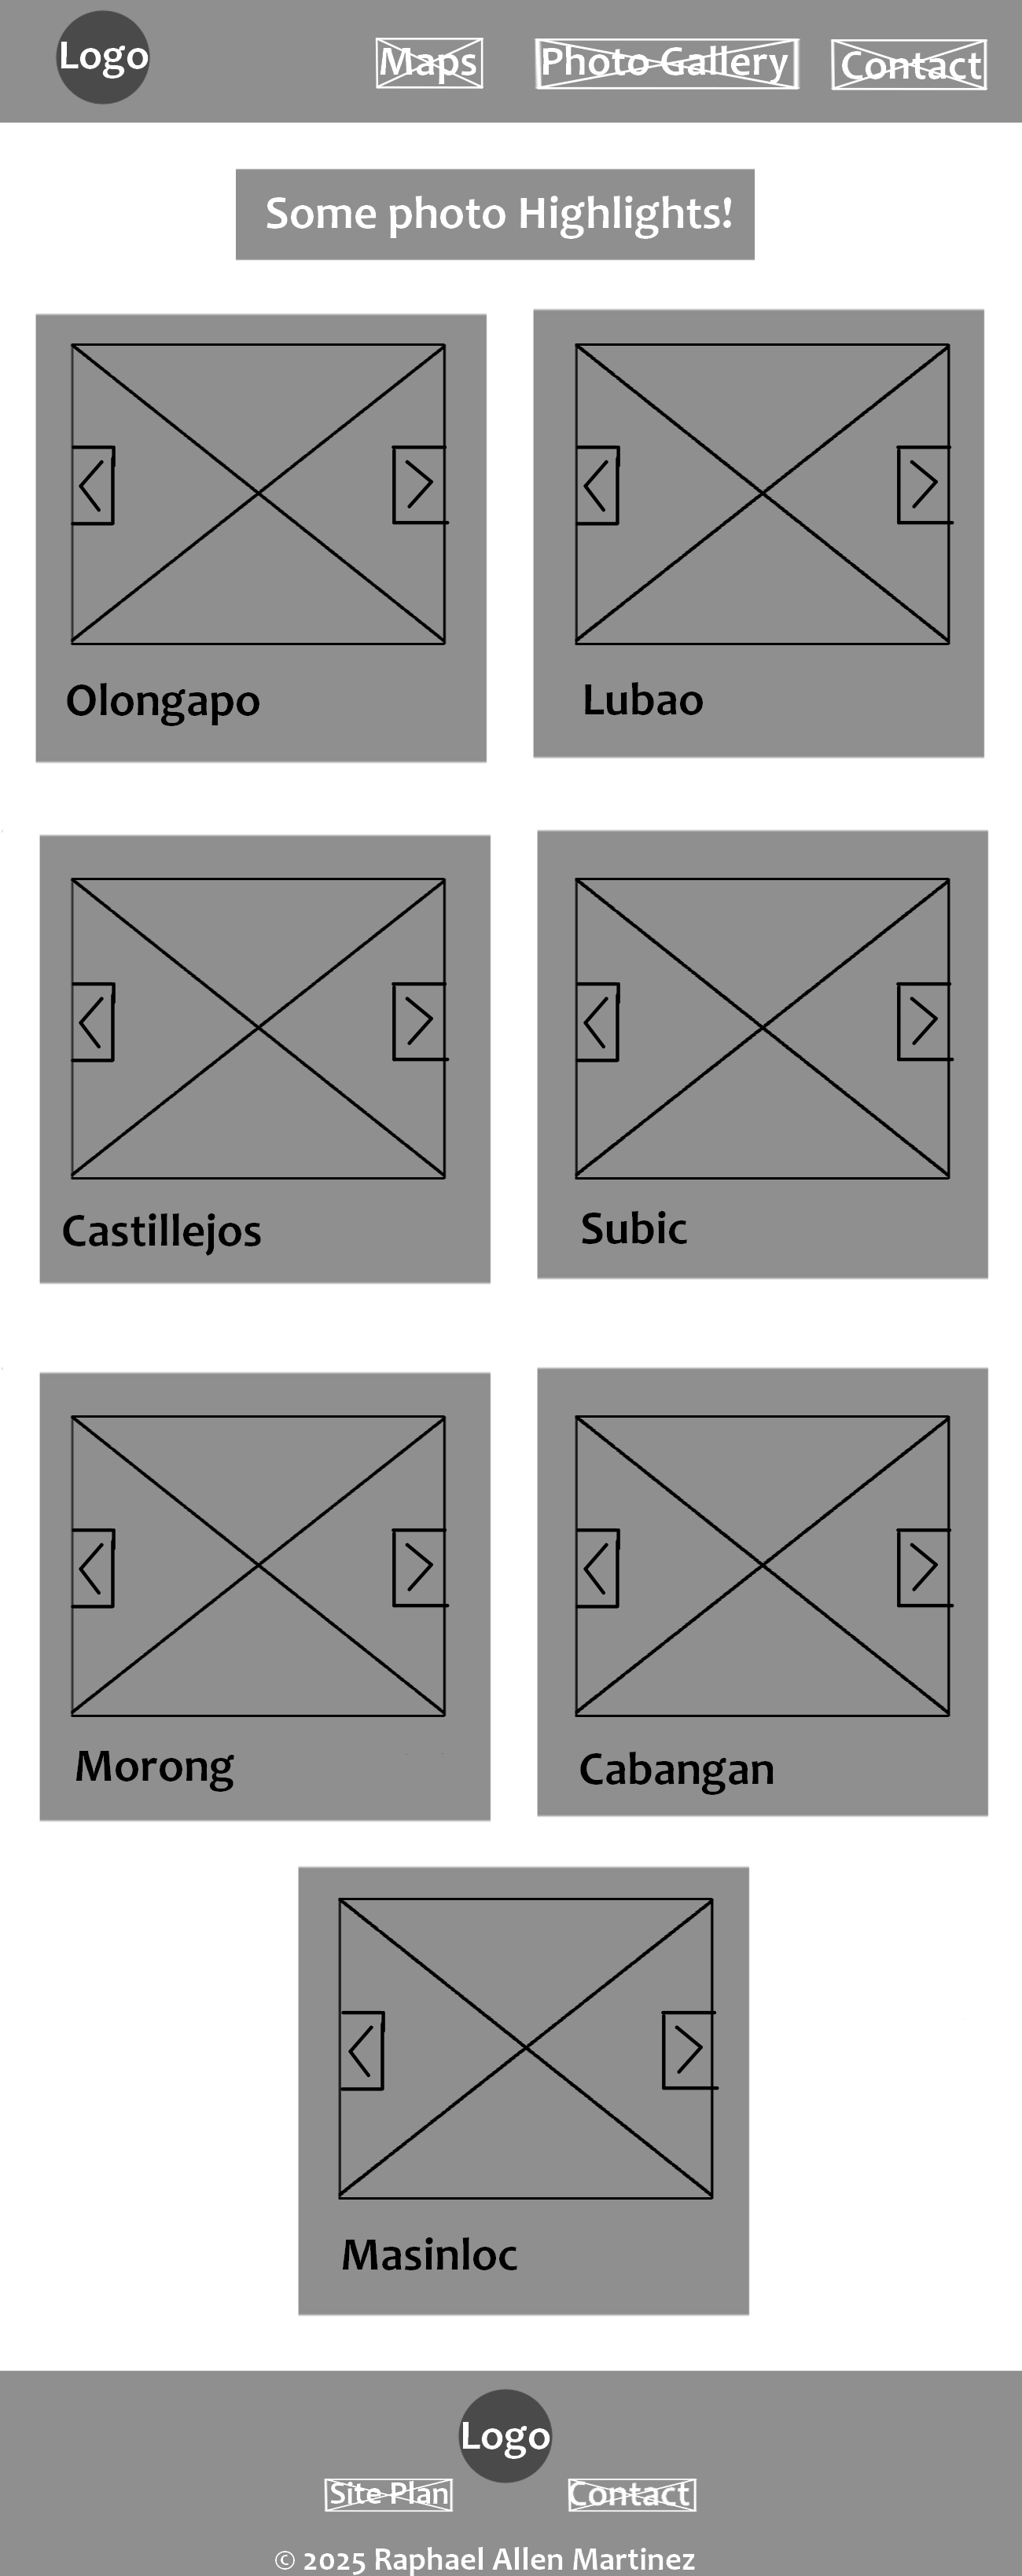 Logo
Maps
Photo Gallery
Contact
Some photo Highlights!
Olongapo
Lubao
Castillejos
Subic
Morong
Cabangan
Masinloc
Logo
Site Plan
Contact
© 2025 Raphael Allen Martinez